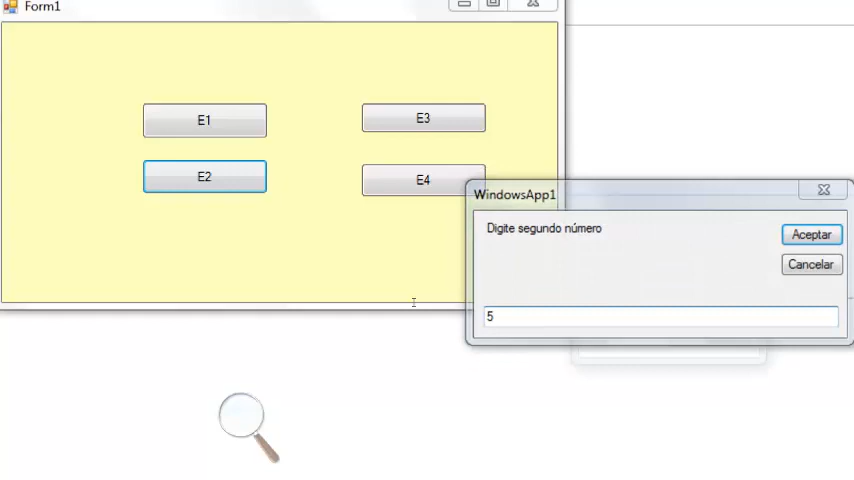 Form1
E1
E3
E2
E4
WindowsApp1
Digite segundo número
Aceptar
Cancelar
5